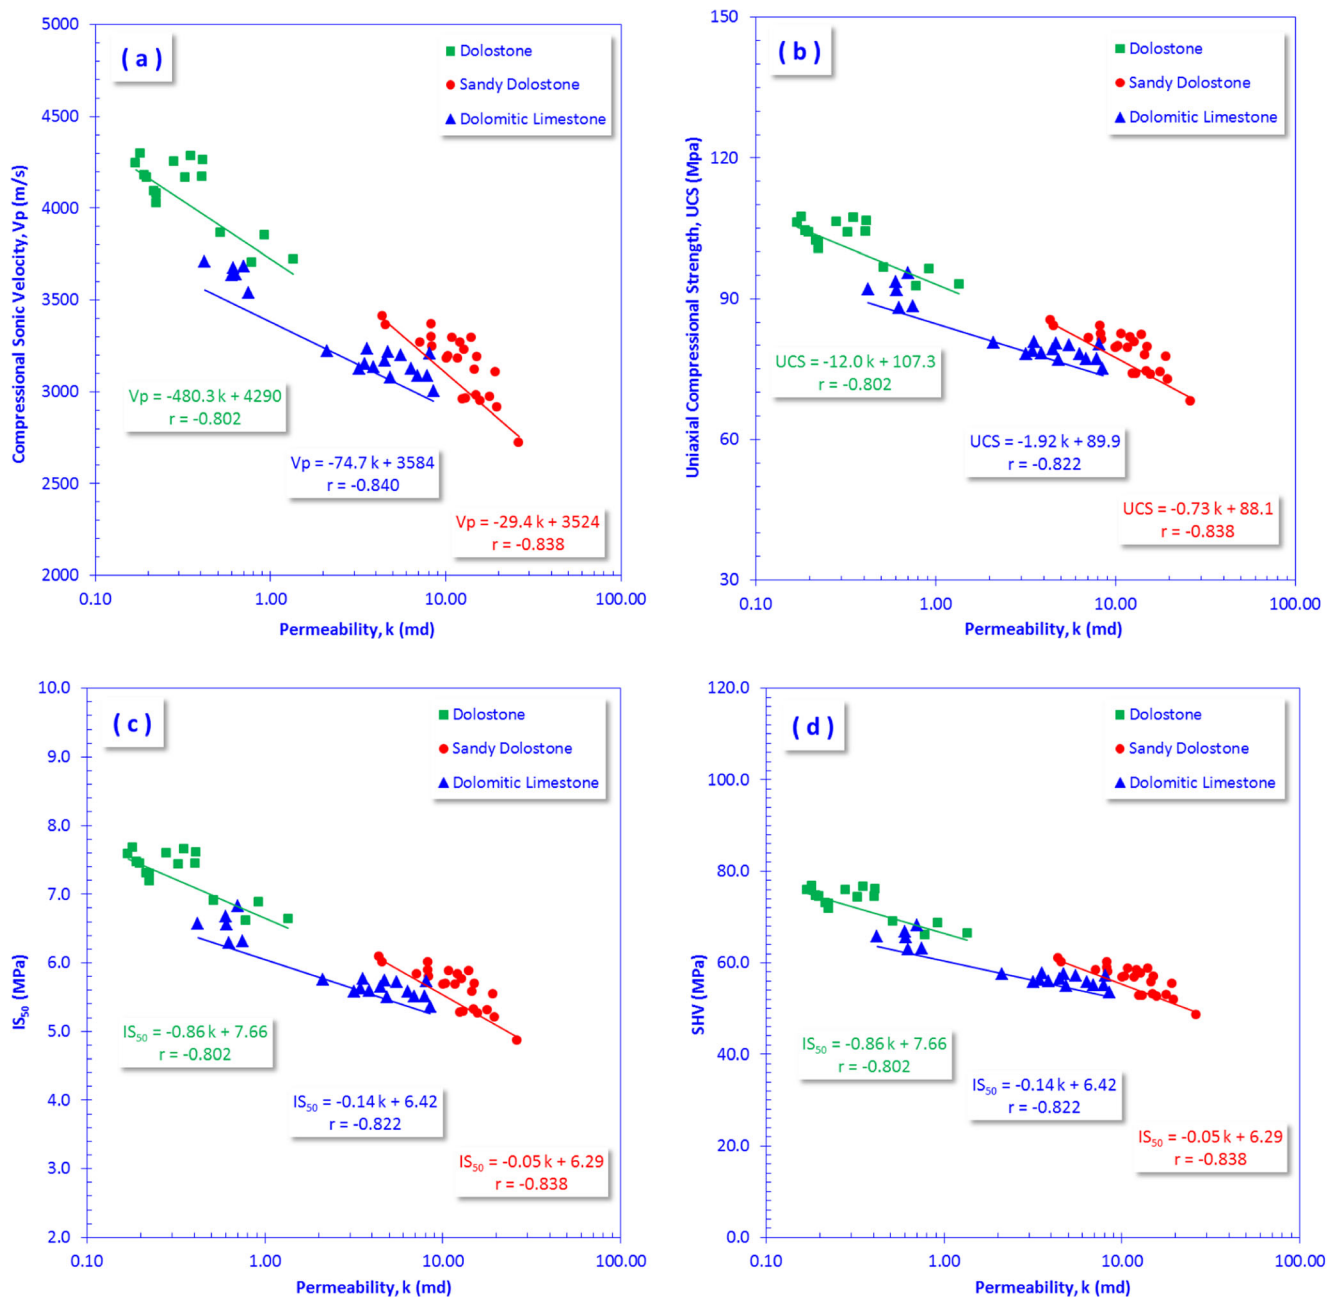 ( a )
Dolostone
Sandy Dolostone
Dolomitic Limestone
Compressional Sonic Velocity, Vp (m/s)
5000
4500
4000
3500
3000
2500
2000
Vp = -480.3 k + 4290
r = -0.802
Vp = -74.7 k + 3584
r = -0.840
Vp = -29.4 k + 3524
r = -0.838
0.10
1.00
10.00
100.00
Permeability, k (md)
( b )
Dolostone
Sandy Dolostone
Dolomitic Limestone
Uniaxial Compressional Strength, UCS (Mpa)
150
120
90
60
30
UCS = -12.0 k + 107.3
r = -0.802
UCS = -1.92 k + 89.9
r = -0.822
UCS = -0.73 k + 88.1
r = -0.838
0.10
1.00
10.00
100.00
Permeability, k (md)
( c )
Dolostone
Sandy Dolostone
Dolomitic Limestone
IS50 (MPa)
10.0
9.0
8.0
7.0
6.0
5.0
4.0
3.0
2.0
IS50 = -0.86 k + 7.66
r = -0.802
IS50 = -0.14 k + 6.42
r = -0.822
IS50 = -0.05 k + 6.29
r = -0.838
0.10
1.00
10.00
100.00
Permeability, k (md)
( d )
Dolostone
Sandy Dolostone
Dolomitic Limestone
SHV (MPa)
120.0
100.0
80.0
60.0
40.0
20.0
0.0
IS50 = -0.86 k + 7.66
r = -0.802
IS50 = -0.14 k + 6.42
r = -0.822
IS50 = -0.05 k + 6.29
r = -0.838
0.10
1.00
10.00
100.00
Permeability, k (md)